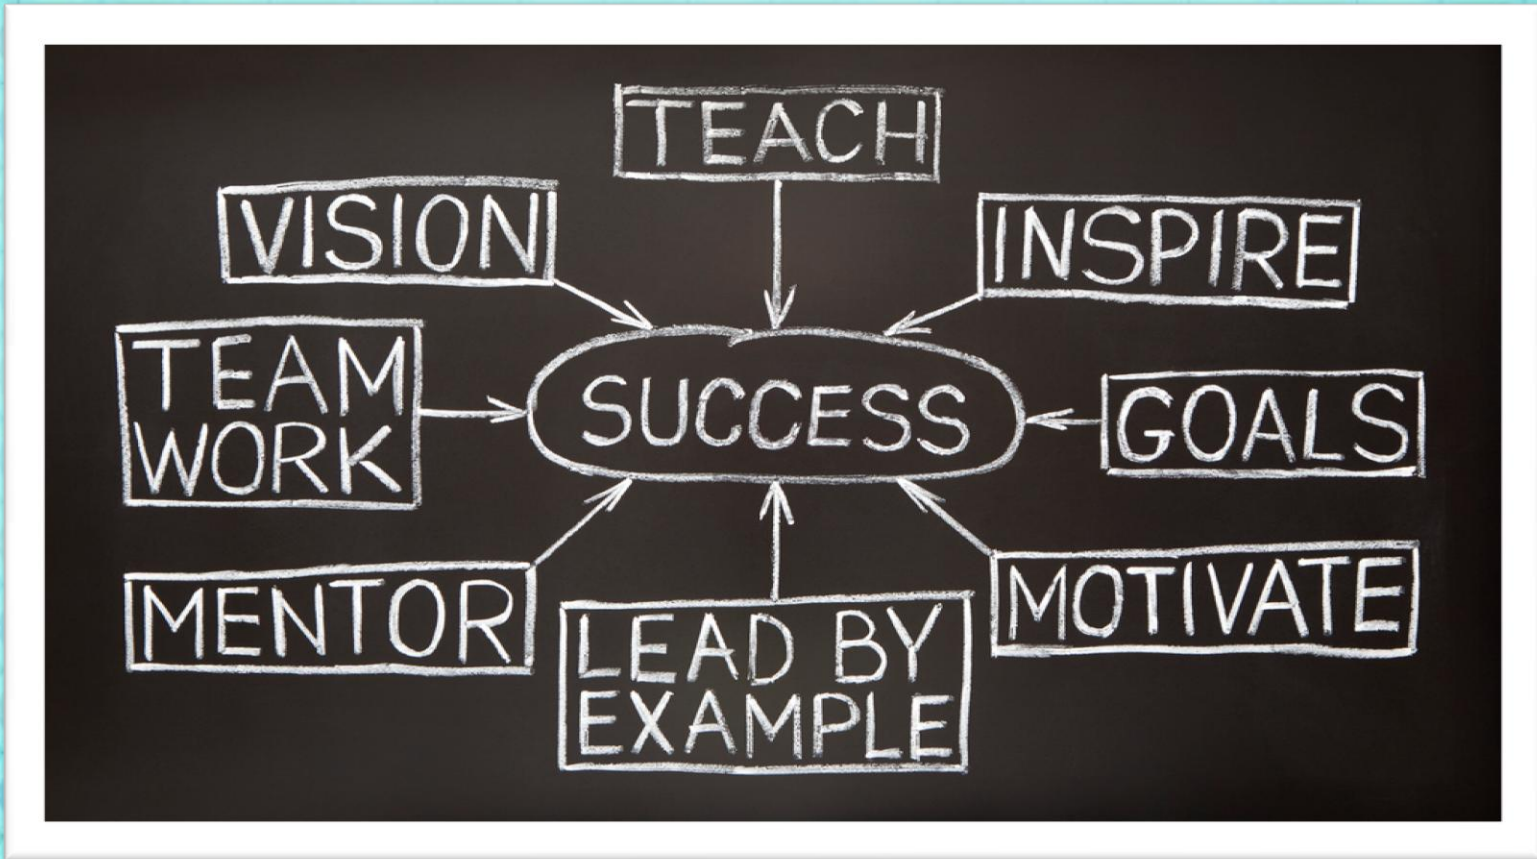 TEACH
VISION
INSPIRE
TEAM
WORK
SUCCESS
GOALS
MENTOR
LEAD BY
EXAMPLE
MOTIVATE